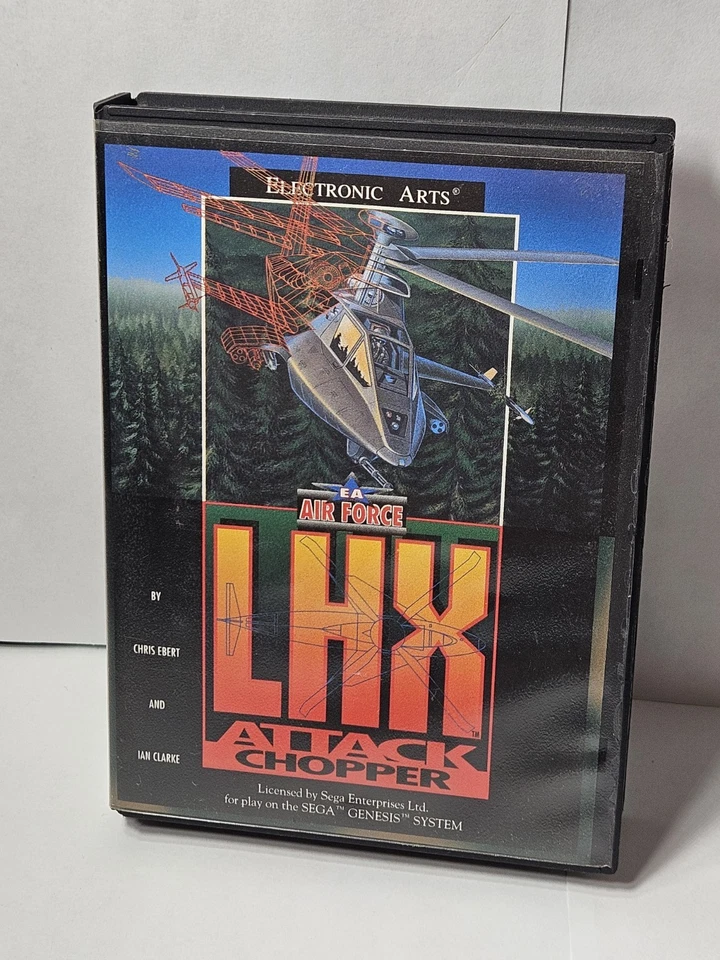 ELECTRONIC ARTS®
EA
AIR FORCE
LHX™
ATTACK
CHOPPER
BY
CHRIS EBERT
AND
IAN CLARKE
Licensed by Sega Enterprises Ltd.
for play on the SEGA™ GENESIS™ SYSTEM